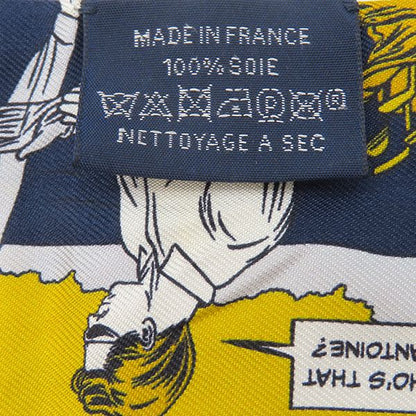 MADE IN FRANCE
100% SOIE
NETTOYAGE A SEC
HO'S THAT
ANTOINE?